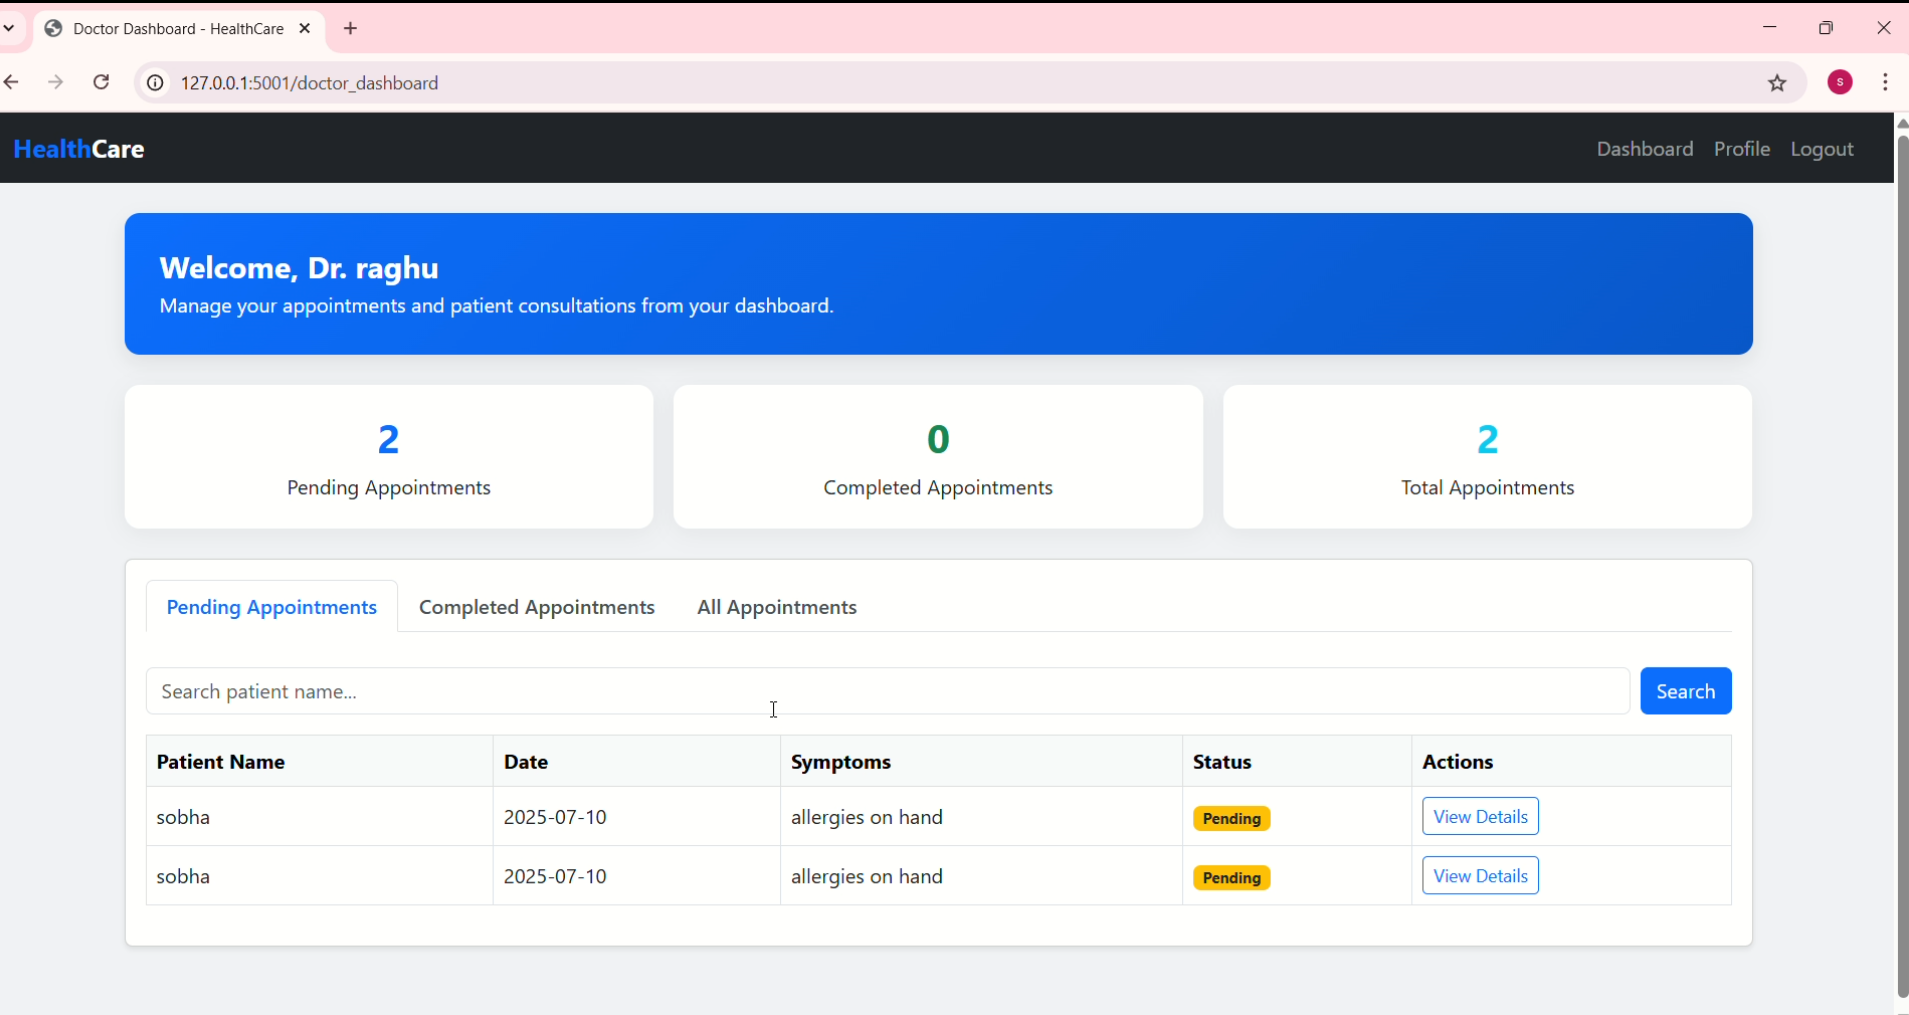 Doctor Dashboard - HealthCare
127.0.0.1:5001/doctor_dashboard
S
HealthCare Dashboard Profile Logout
Welcome, Dr. raghu
Manage your appointments and patient consultations from your dashboard.
2 0 2
Pending Appointments Completed Appointments Total Appointments
Pending Appointments Completed Appointments All Appointments
Search patient name... Search
Patient Name Date Symptoms Status Actions
sobha 2025-07-10 allergies on hand Pending View Details
sobha 2025-07-10 allergies on hand Pending View Details